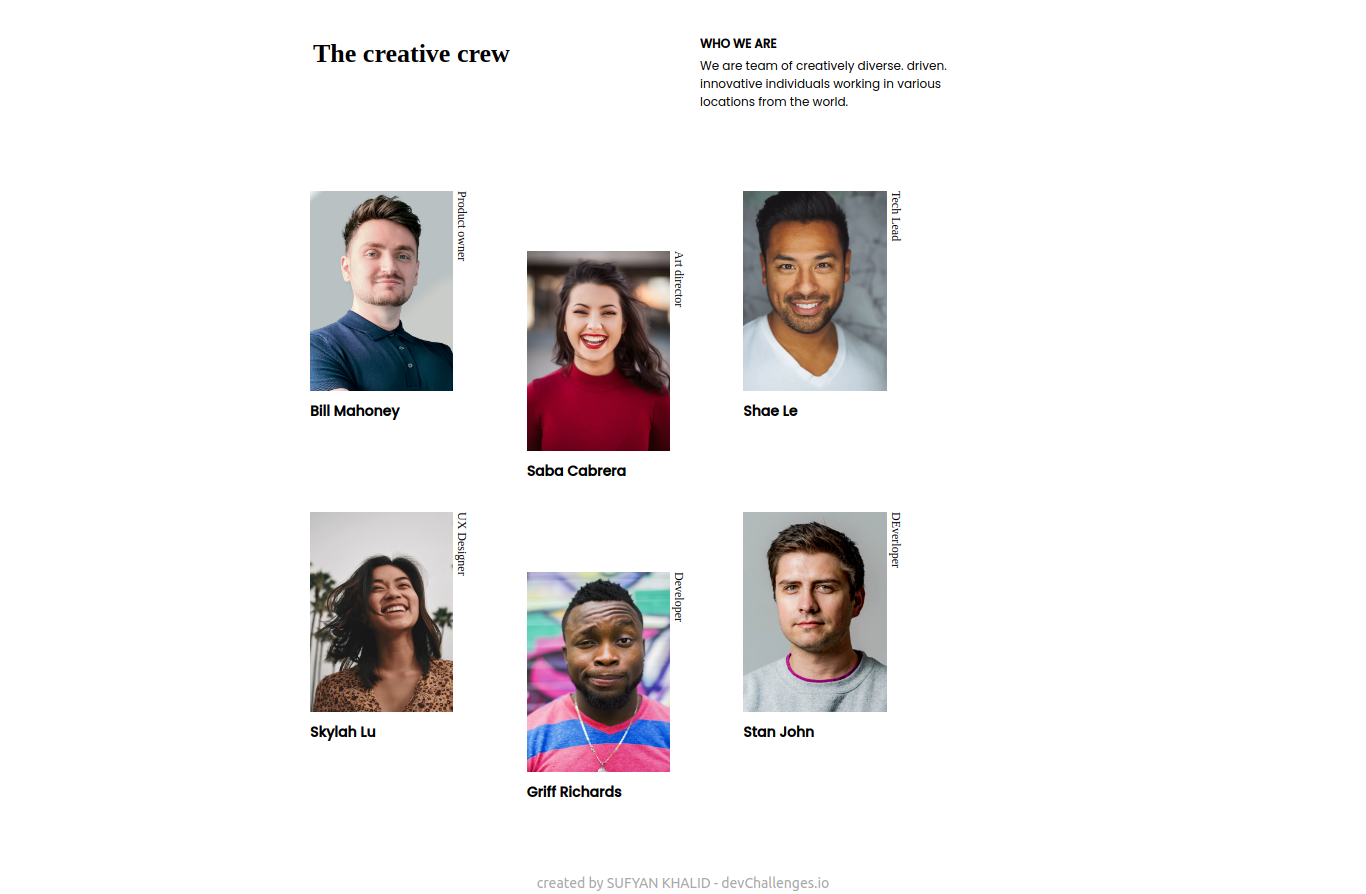 The creative crew
WHO WE ARE
We are team of creatively diverse. driven.
innovative individuals working in various
locations from the world.
Product owner
Bill Mahoney
Art director
Saba Cabrera
Tech Lead
Shae Le
UX Designer
Skylah Lu
Developer
Griff Richards
DEverloper
Stan John
created by SUFYAN KHALID - devChallenges.io